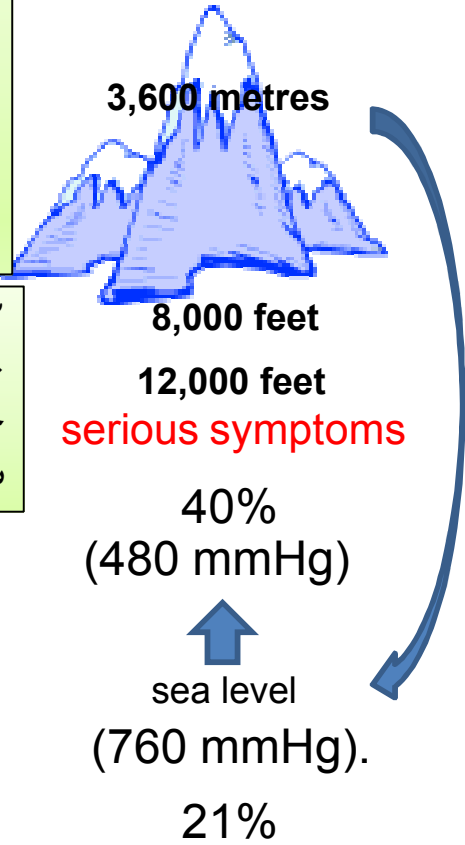 3,600 metres
8,000 feet
12,000 feet
serious symptoms
40%
(480 mmHg)
sea level
(760 mmHg).
21%